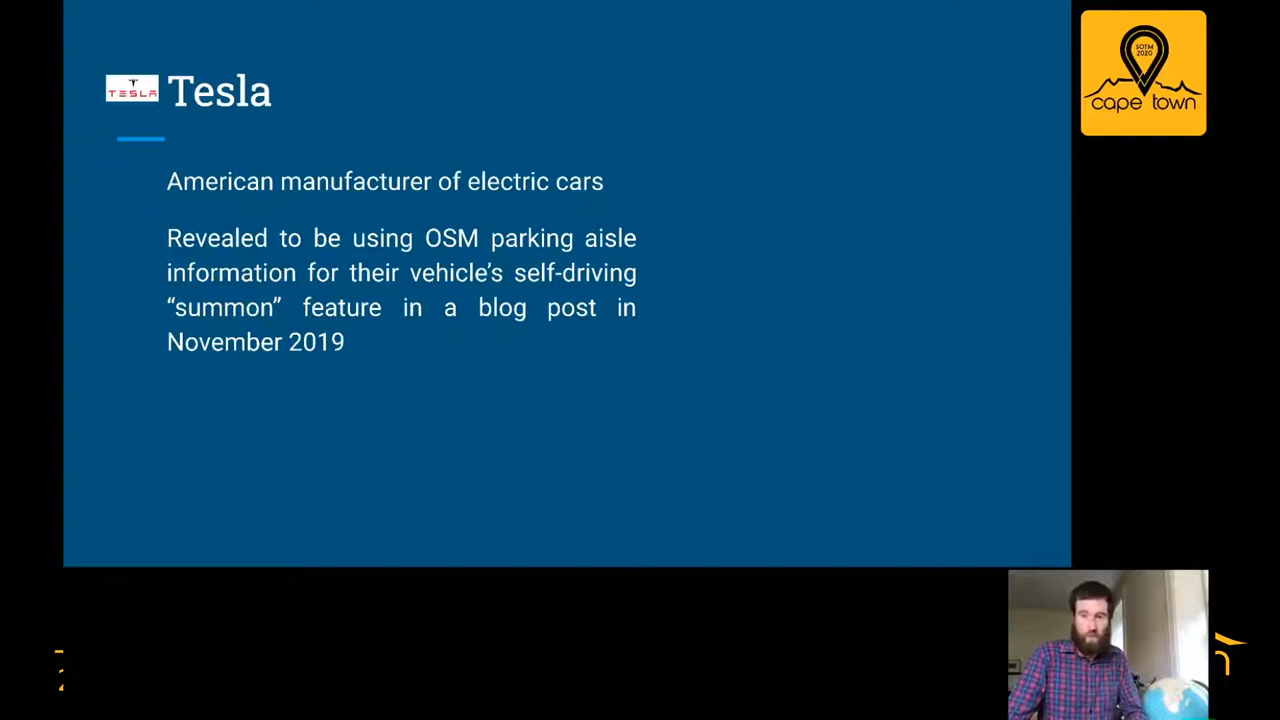 TESLA
Tesla
American manufacturer of electric cars
Revealed to be using OSM parking aisle
information for their vehicle’s self-driving
“summon” feature in a blog post in
November 2019
SOTM
2020
cape town